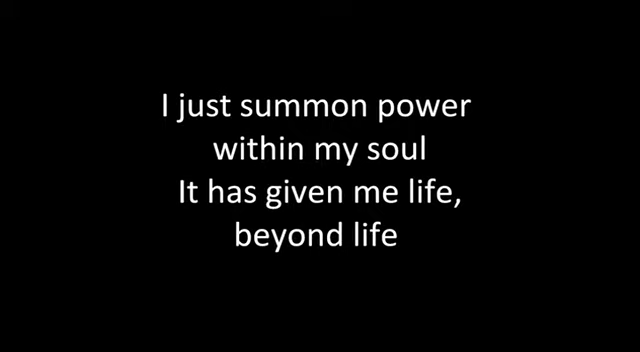 I just summon power
within my soul
It has given me life,
beyond life